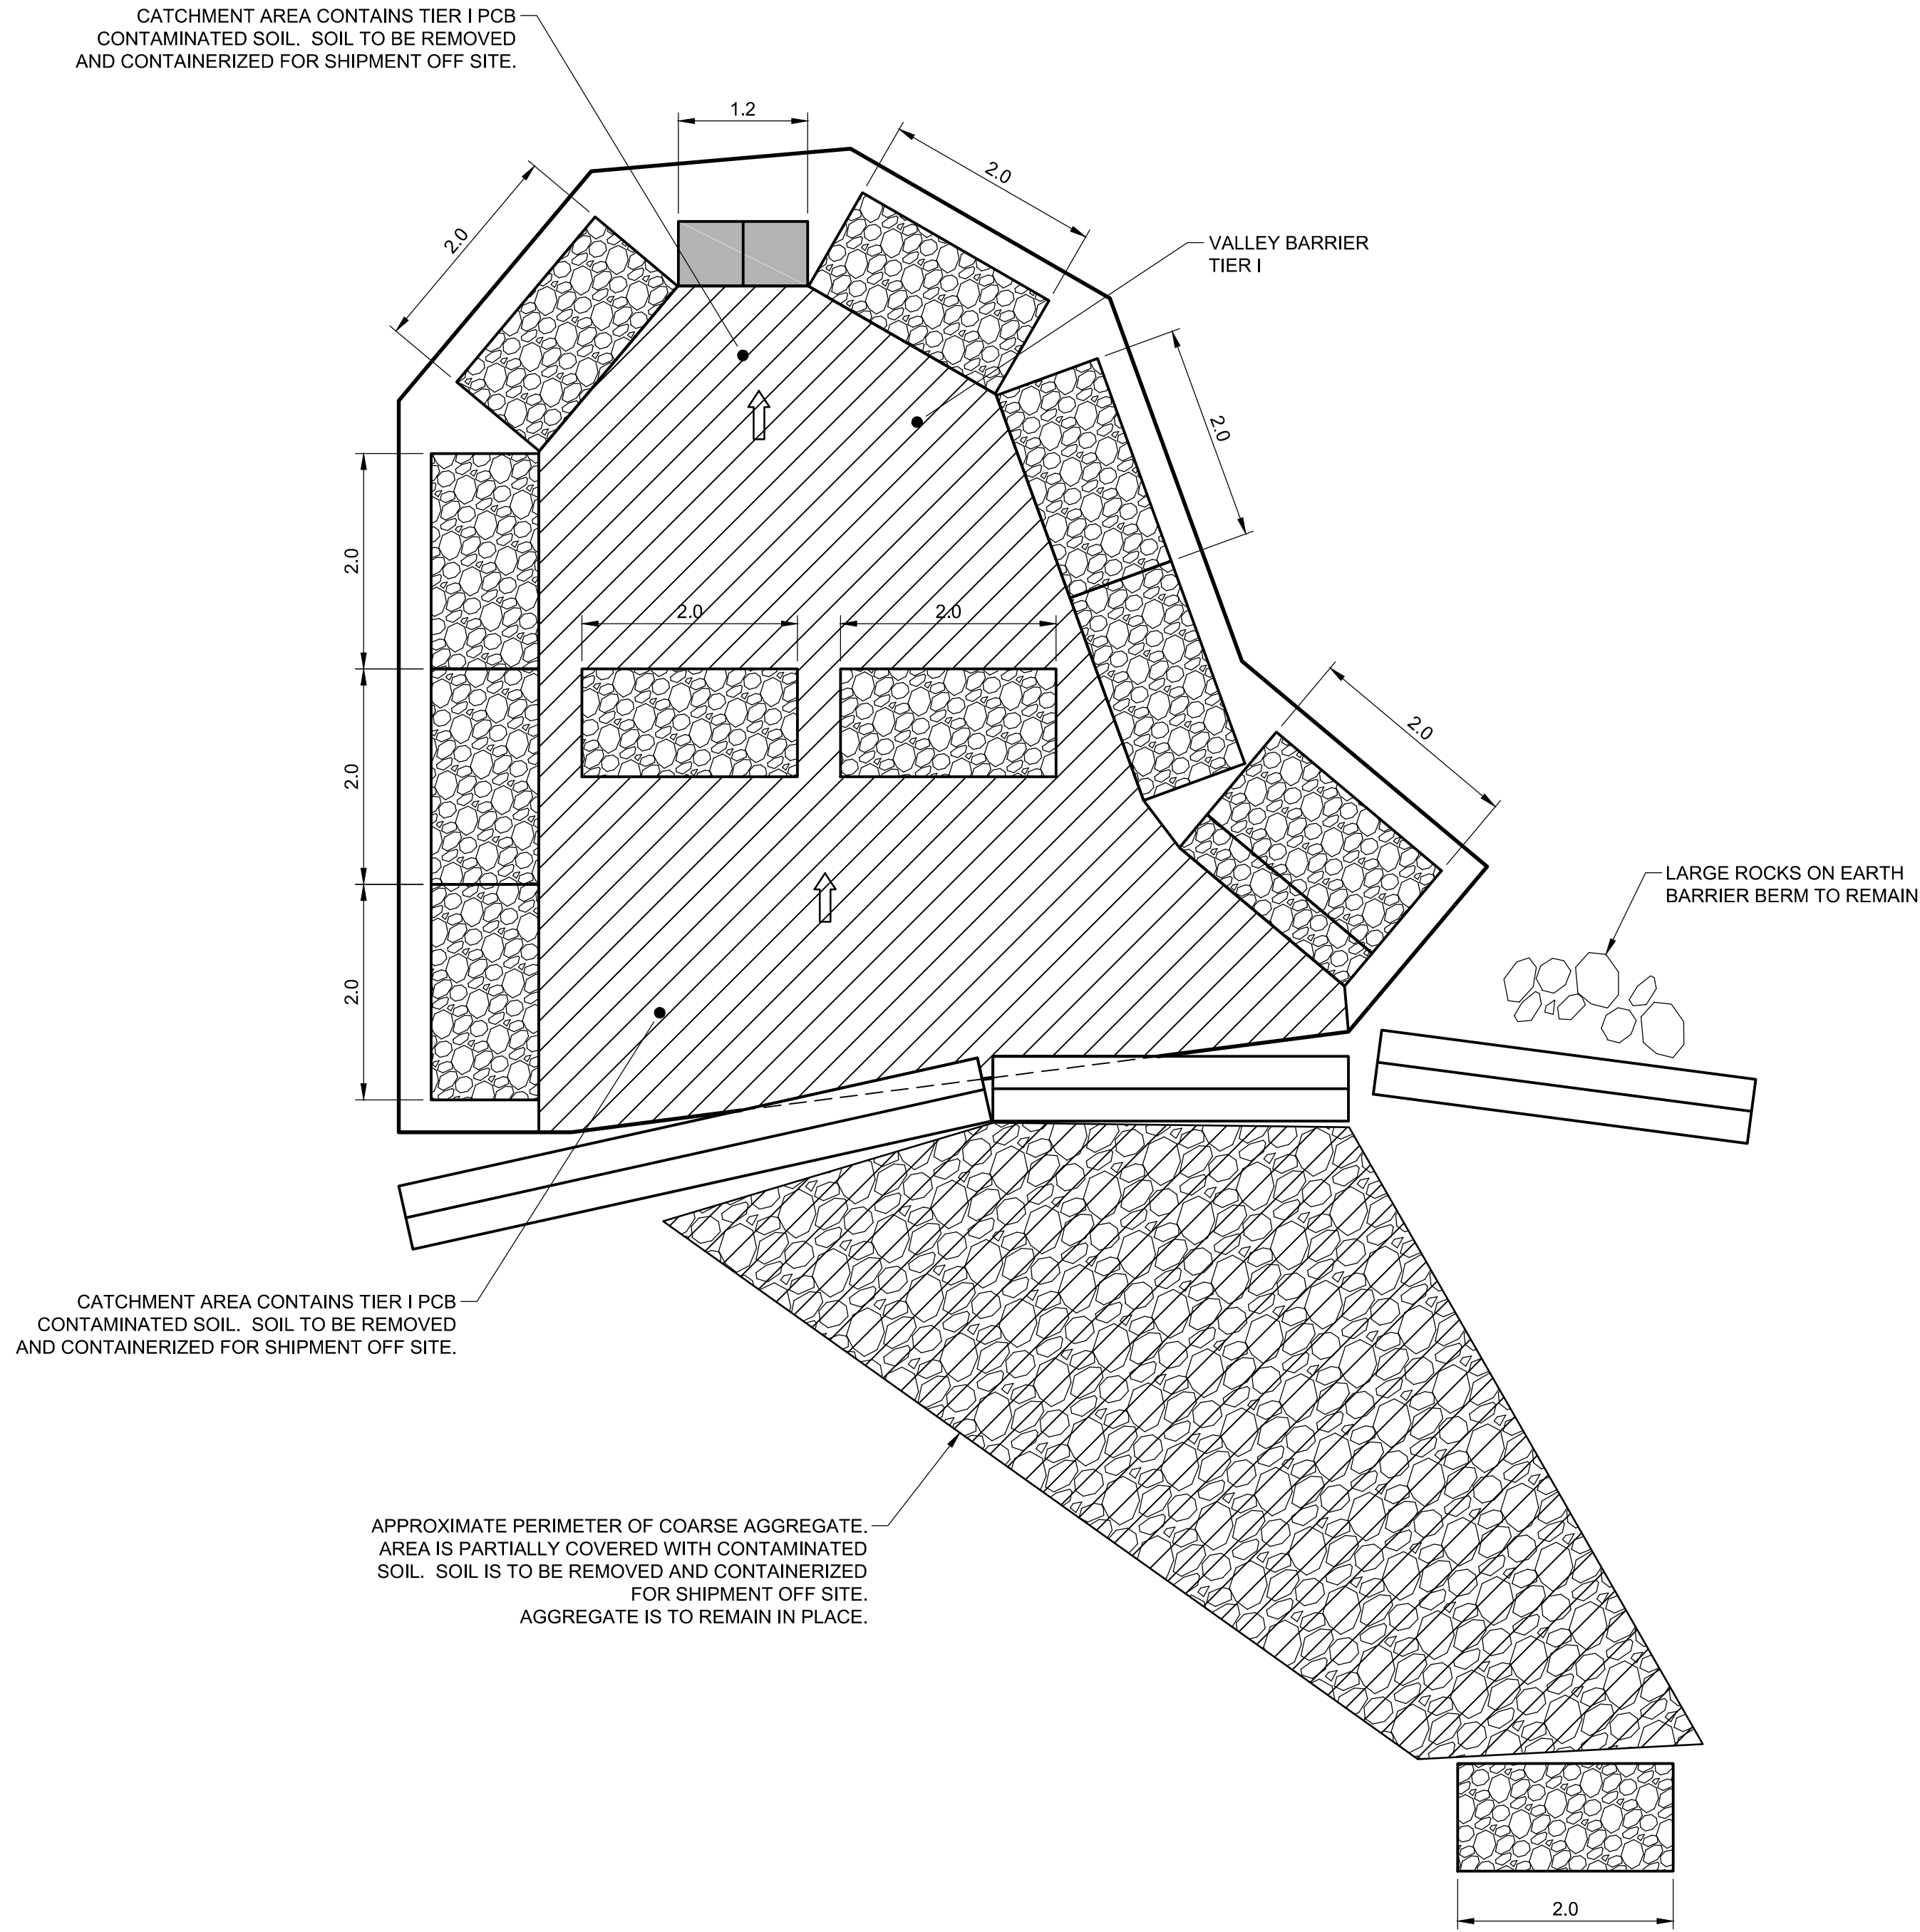 CATCHMENT AREA CONTAINS TIER I PCB
CONTAMINATED SOIL.  SOIL TO BE REMOVED
AND CONTAINERIZED FOR SHIPMENT OFF SITE.
1.2
2.0
2.0
VALLEY BARRIER
TIER I
2.0
2.0
2.0
2.0
2.0
2.0
2.0
LARGE ROCKS ON EARTH
BARRIER BERM TO REMAIN
2.0
CATCHMENT AREA CONTAINS TIER I PCB
CONTAMINATED SOIL.  SOIL TO BE REMOVED
AND CONTAINERIZED FOR SHIPMENT OFF SITE.
APPROXIMATE PERIMETER OF COARSE AGGREGATE.
AREA IS PARTIALLY COVERED WITH CONTAMINATED
SOIL.  SOIL IS TO BE REMOVED AND CONTAINERIZED
FOR SHIPMENT OFF SITE.
AGGREGATE IS TO REMAIN IN PLACE.
2.0